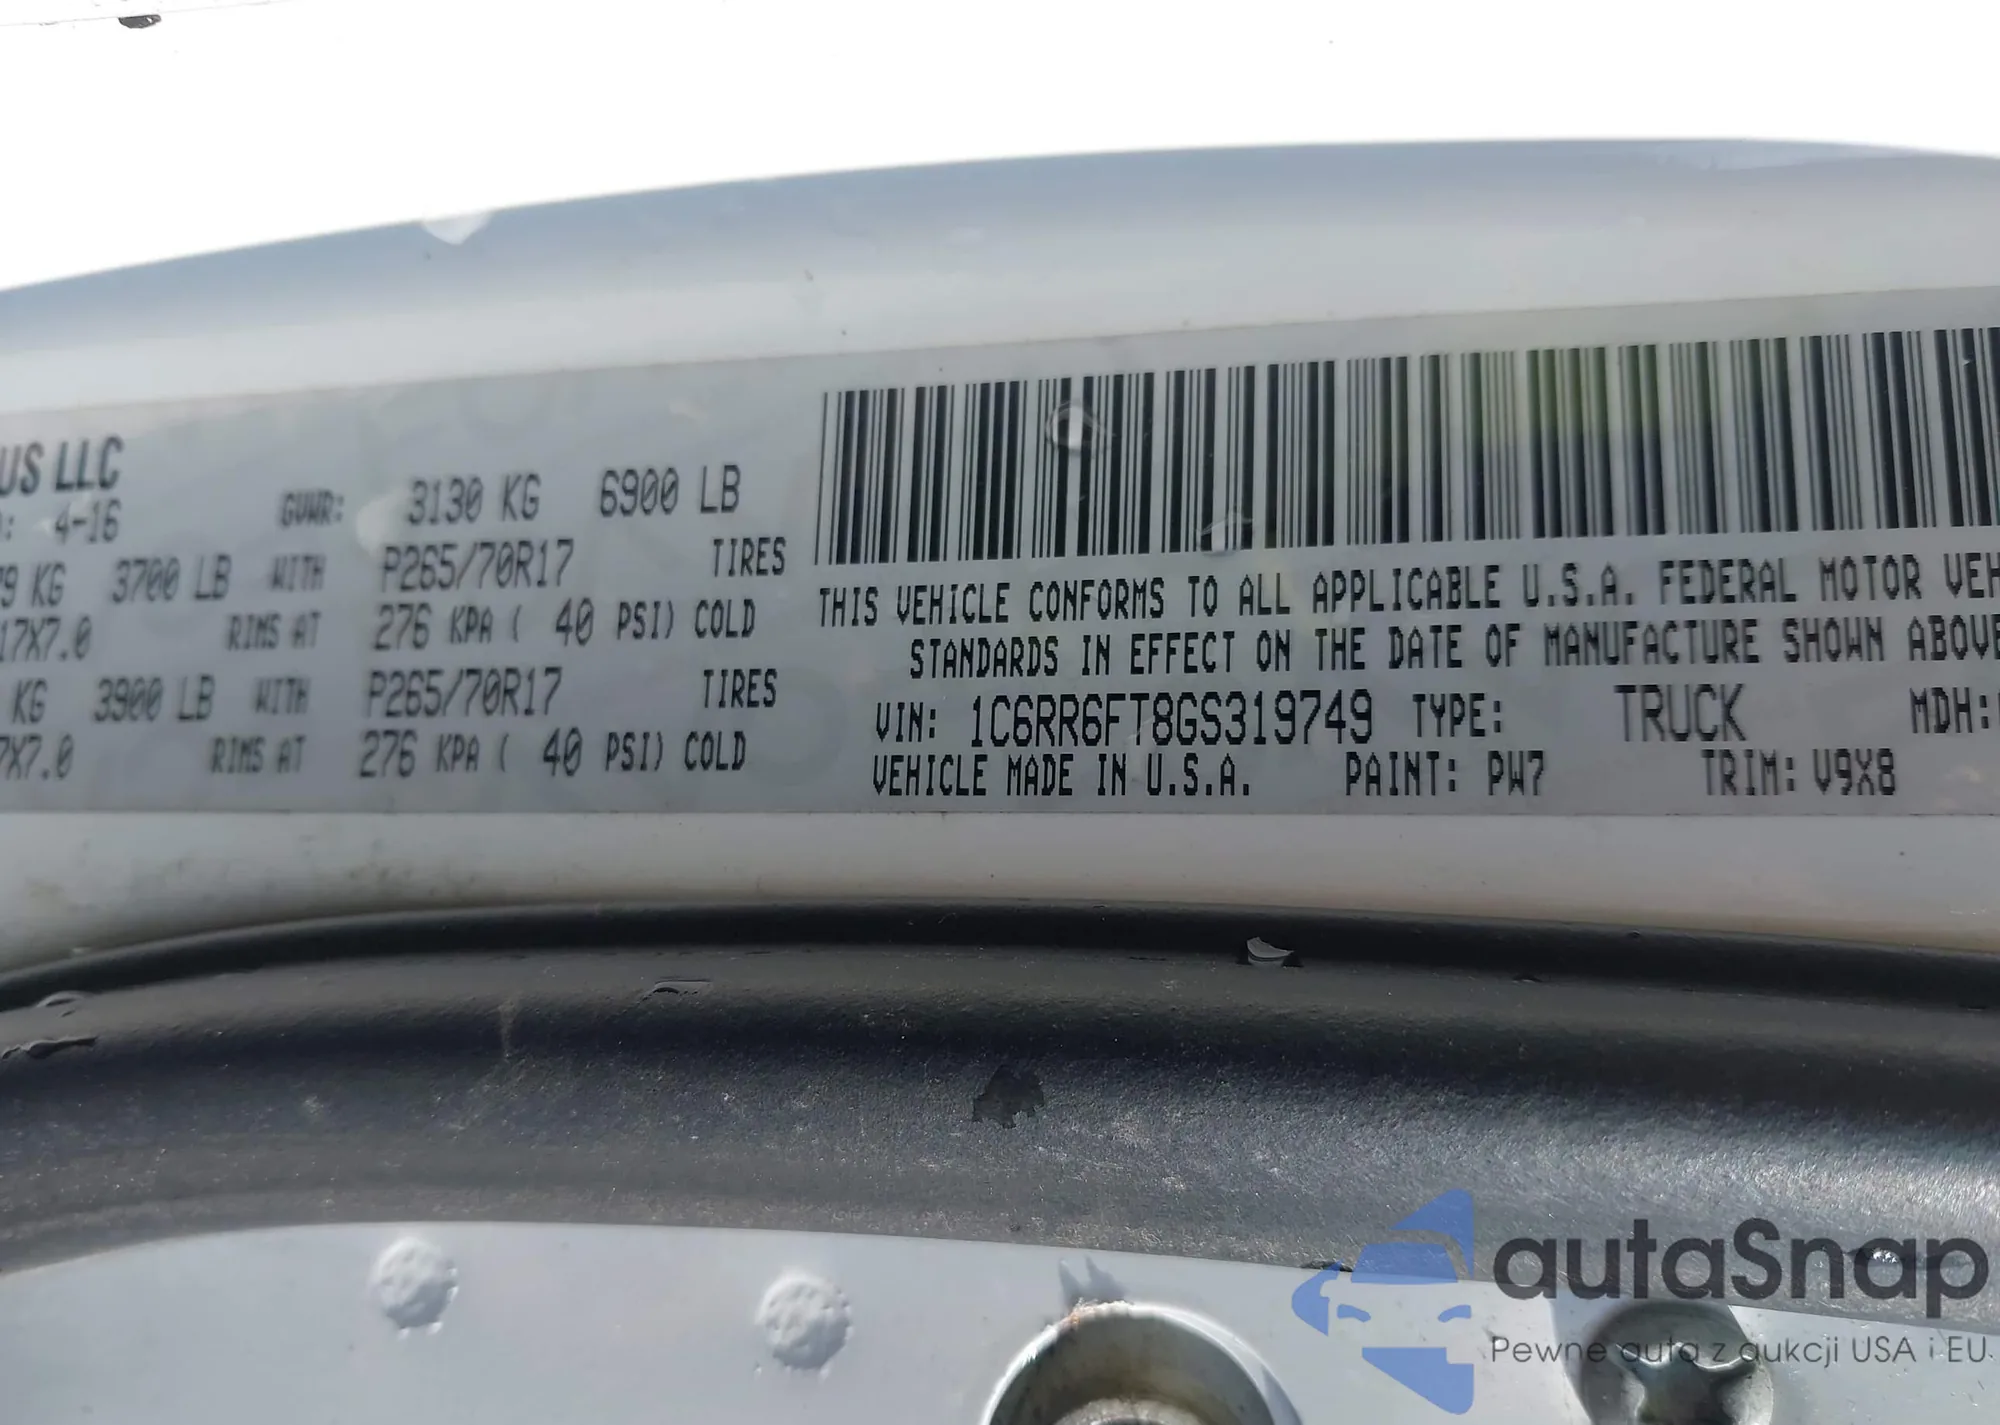 US LLC
4-16 GVWR: 3130 KG 6900 LB
KG 3700 LB WITH P265/70R17 TIRES
17X7.0 RIMS AT 276 KPA ( 40 PSI) COLD
KG 3900 LB WITH P265/70R17 TIRES
7X7.0 RIMS AT 276 KPA ( 40 PSI) COLD
THIS VEHICLE CONFORMS TO ALL APPLICABLE U.S.A. FEDERAL MOTOR VEH
STANDARDS IN EFFECT ON THE DATE OF MANUFACTURE SHOWN ABOVE
VIN: 1C6RR6FT8GS319749 TYPE: TRUCK MDH:
VEHICLE MADE IN U.S.A. PAINT: PW7 TRIM: V9X8
autaSnap
Pewne auta z aukcji USA i EU